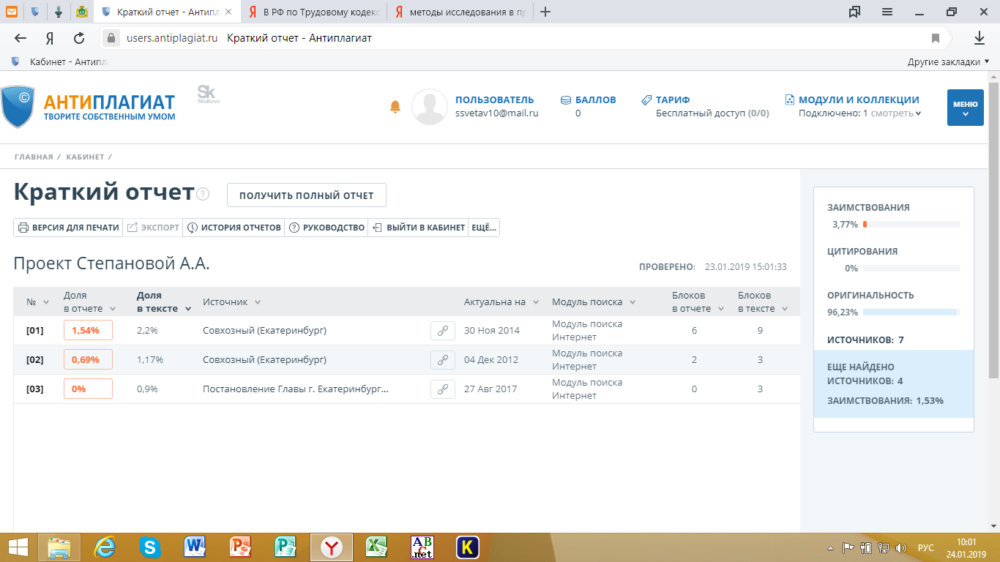 Краткий отчет - Антипл
В РФ по Трудовому кодекс
методы исследования в пр
users.antiplagiat.ru Краткий отчет - Антиплагиат
Кабинет - Антипл
Другие закладки
АНТИПЛАГИАТ
ТВОРИТЕ СОБСТВЕННЫМ УМОМ
Sk
Skolkovo
ПОЛЬЗОВАТЕЛЬ
ssvetav10@mail.ru
БАЛЛОВ
0
ТАРИФ
Бесплатный доступ (0/0)
МОДУЛИ И КОЛЛЕКЦИИ
Подключено: 1 смотреть
МЕНЮ
ГЛАВНАЯ / КАБИНЕТ /
Краткий отчет ?
ПОЛУЧИТЬ ПОЛНЫЙ ОТЧЕТ
ВЕРСИЯ ДЛЯ ПЕЧАТИ ЭКСПОРТ ИСТОРИЯ ОТЧЕТОВ РУКОВОДСТВО ВЫЙТИ В КАБИНЕТ ЕЩЁ...
Проект Степановой А.А.
ПРОВЕРЕНО: 23.01.2019 15:01:33
№
Доля
в отчете
Доля
в тексте
Источник
Актуальна на
Модуль поиска
Блоков
в отчете
Блоков
в тексте
[01] 1,54% 2,2% Совхозный (Екатеринбург) 30 Ноя 2014
Модуль поиска
Интернет
6 9
[02] 0,69% 1,17% Совхозный (Екатеринбург) 04 Дек 2012
Модуль поиска
Интернет
2 3
[03] 0% 0,9% Постановление Главы г. Екатеринбург... 27 Авг 2017
Модуль поиска
Интернет
0 3
ЗАИМСТВОВАНИЯ
3,77%
ЦИТИРОВАНИЯ
0%
ОРИГИНАЛЬНОСТЬ
96,23%
ИСТОЧНИКОВ: 7
ЕЩЕ НАЙДЕНО
ИСТОЧНИКОВ: 4
ЗАИМСТВОВАНИЯ: 1,53%
ABC
.net
K
РУС
10:01
24.01.2019